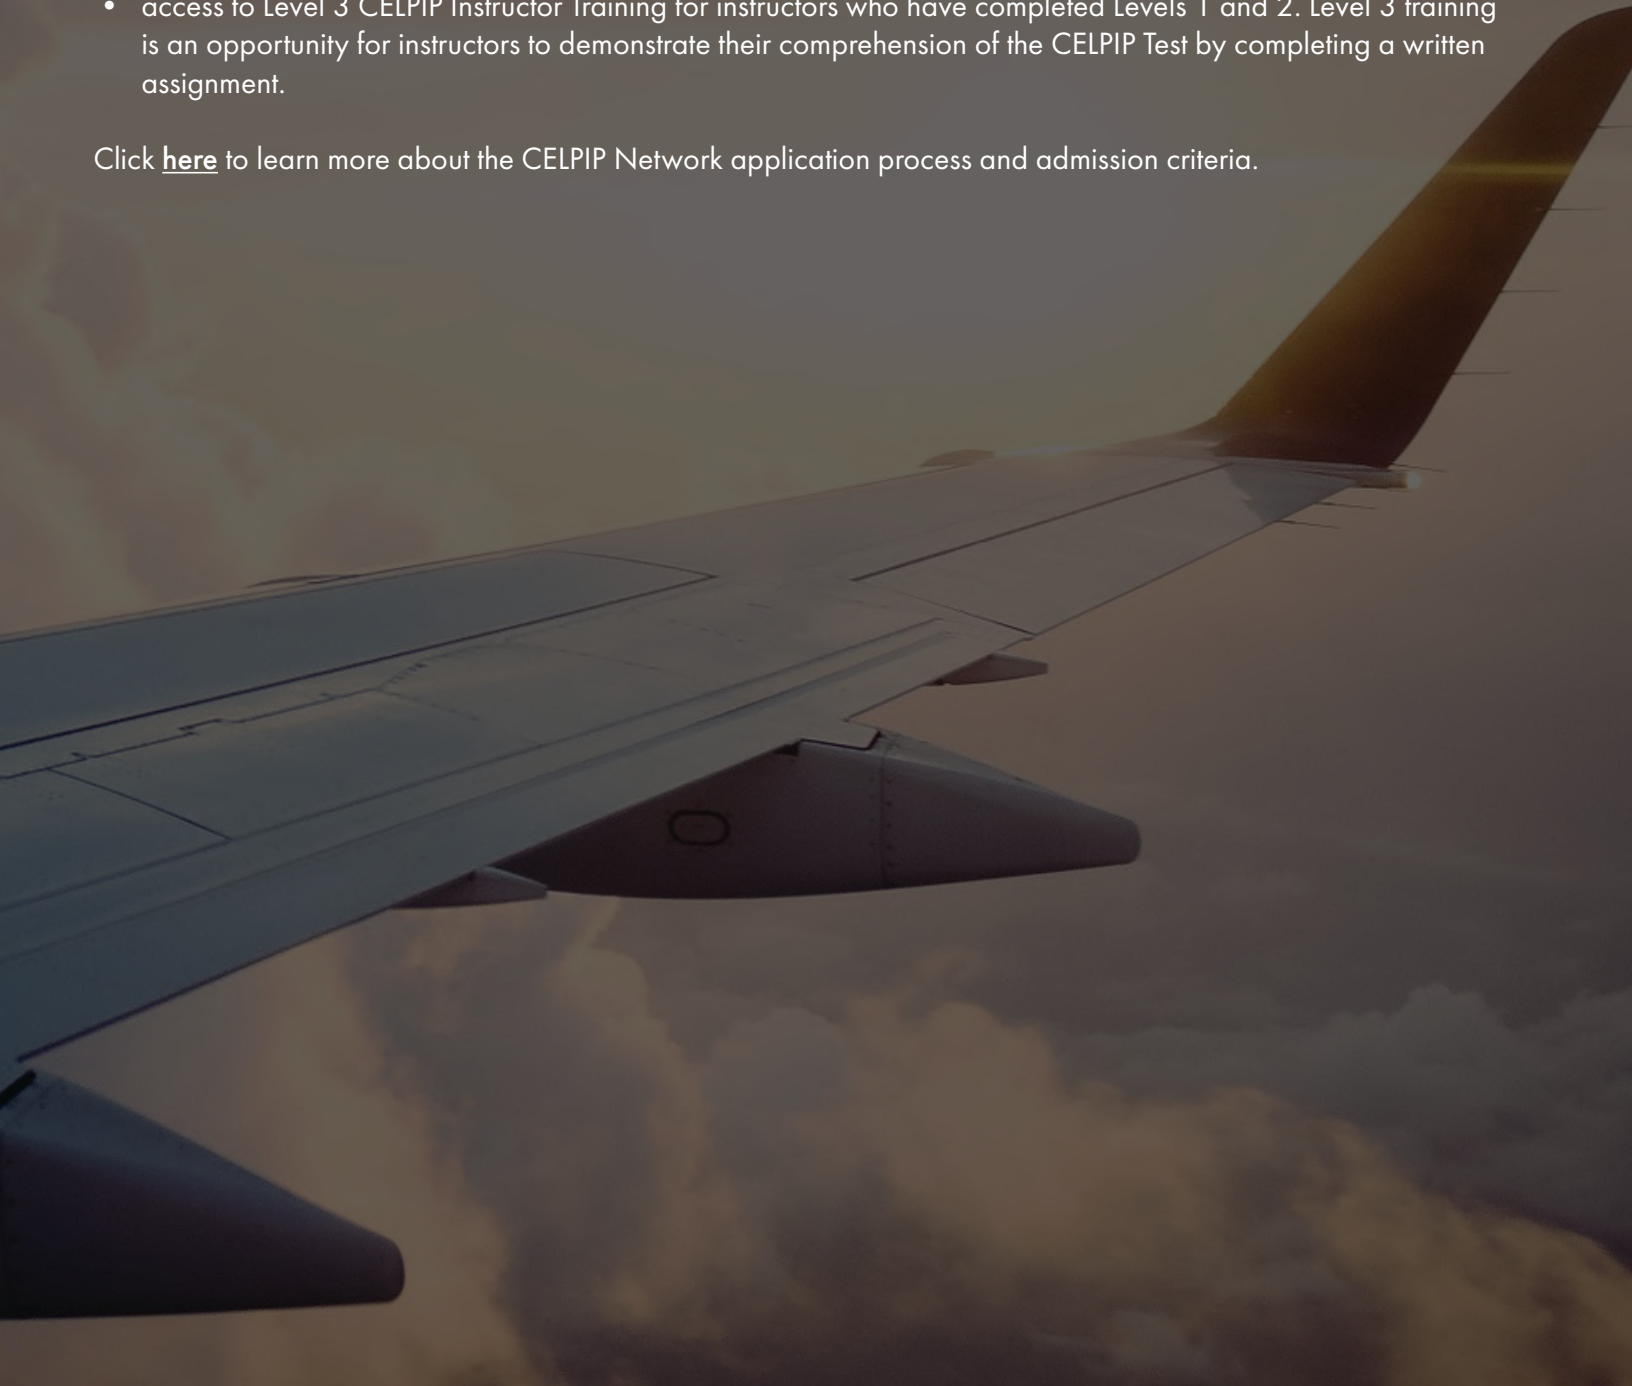 • access to Level 3 CELPIP Instructor Training for instructors who have completed Levels 1 and 2. Level 3 training
is an opportunity for instructors to demonstrate their comprehension of the CELPIP Test by completing a written
assignment.
Click here to learn more about the CELPIP Network application process and admission criteria.